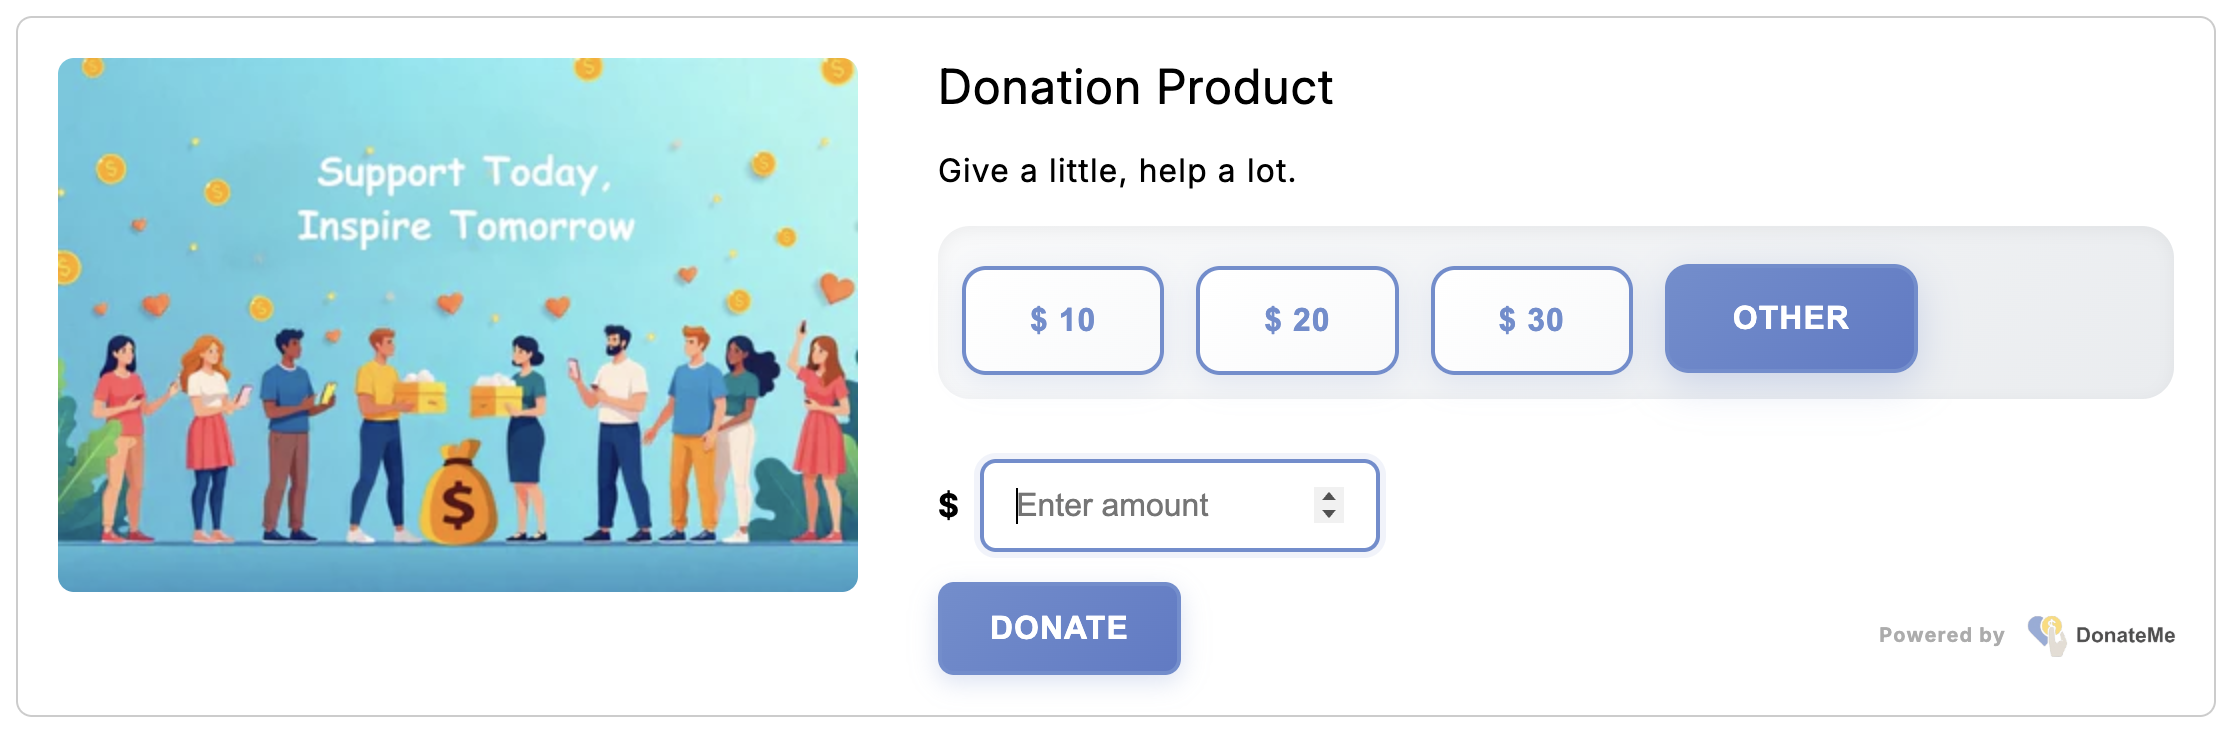 Support Today,
Inspire Tomorrow
Donation Product
Give a little, help a lot.
$ 10
$ 20
$ 30
OTHER
$ Enter amount
DONATE
Powered by DonateMe